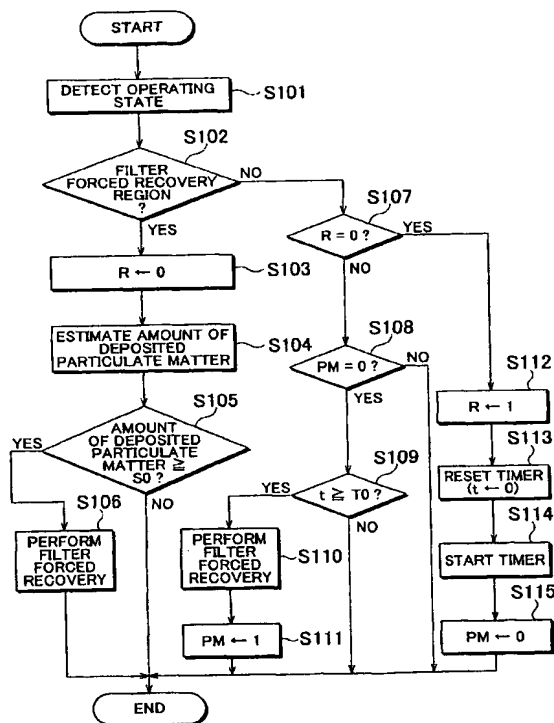 START
DETECT OPERATING
STATE
S101
S102
FILTER
FORCED RECOVERY
REGION
?
NO
YES
S107
R = 0 ?
YES
NO
R ← 0
S103
ESTIMATE AMOUNT OF
DEPOSITED
PARTICULATE MATTER
S104
S108
PM = 0 ?
NO
YES
S112
R ← 1
S105
AMOUNT
OF DEPOSITED
PARTICULATE
MATTER ≧
S0 ?
YES
NO
S109
t ≧ T0 ?
YES
NO
S113
RESET TIMER
(t ← 0)
S106
PERFORM
FILTER
FORCED
RECOVERY
PERFORM
FILTER
FORCED
RECOVERY
S110
S114
START TIMER
PM ← 1
S111
S115
PM ← 0
END